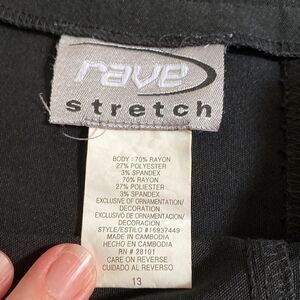 rave
stretch
BODY: 70% RAYON
27% POLYESTER
3% SPANDEX
70% RAYON
27% POLIESTER
3% SPANDEX
EXCLUSIVE OF ORNAMENTATION/
DECORATION
EXCLUSIVO DE ORNAMENTACION/
DECORACION
STYLE/ESTILO #16937449
MADE IN CAMBODIA
HECHO EN CAMBODIA
RN # 28101
CARE ON REVERSE
CUIDADO AL REVERSO
13